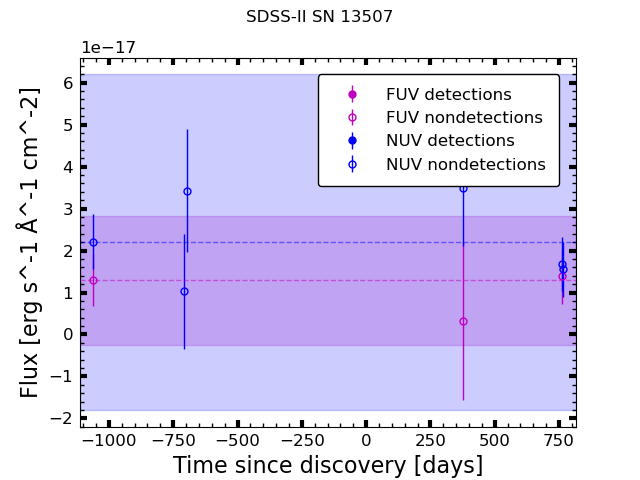 SDSS-II SN 13507
1e−17
FUV detections
FUV nondetections
NUV detections
NUV nondetections
6
5
4
3
2
1
0
−1
−2
Flux [erg s^-1 Å^-1 cm^-2]
−1000 −750 −500 −250 0 250 500 750
Time since discovery [days]